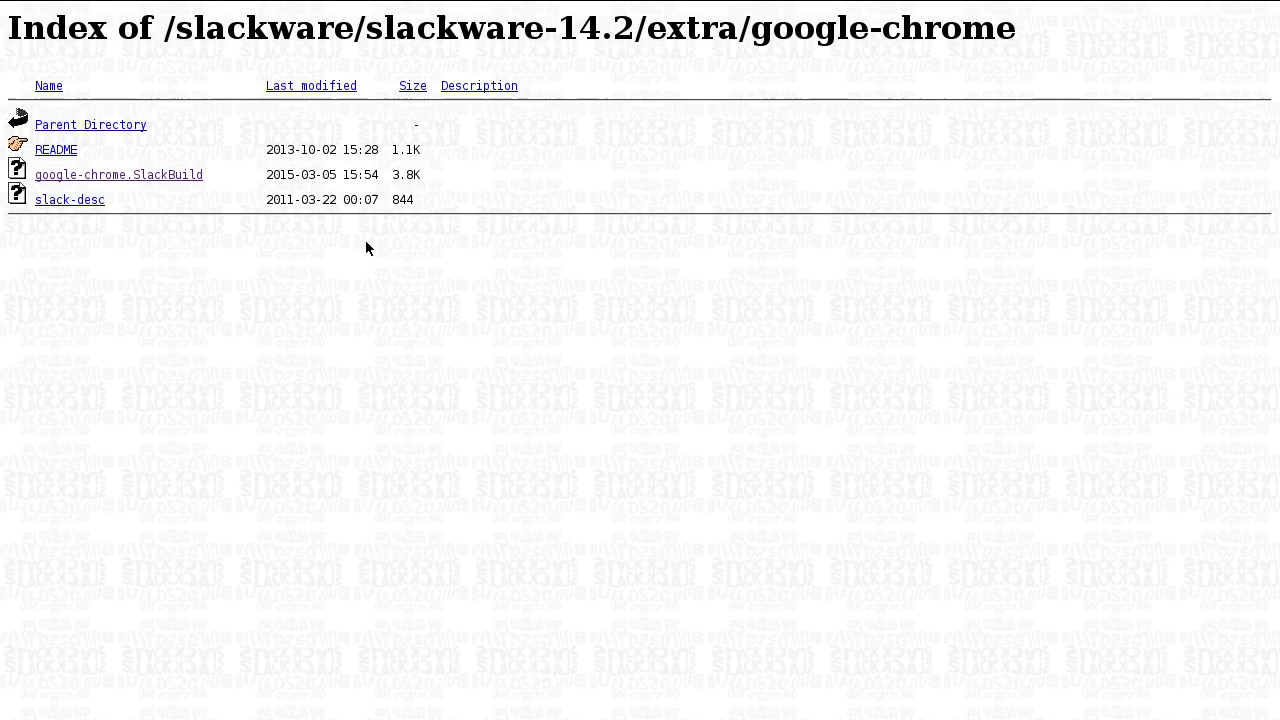 Index of /slackware/slackware-14.2/extra/google-chrome
Name Last modified Size Description
Parent Directory -
README 2013-10-02 15:28 1.1K
google-chrome.SlackBuild 2015-03-05 15:54 3.8K
slack-desc 2011-03-22 00:07 844